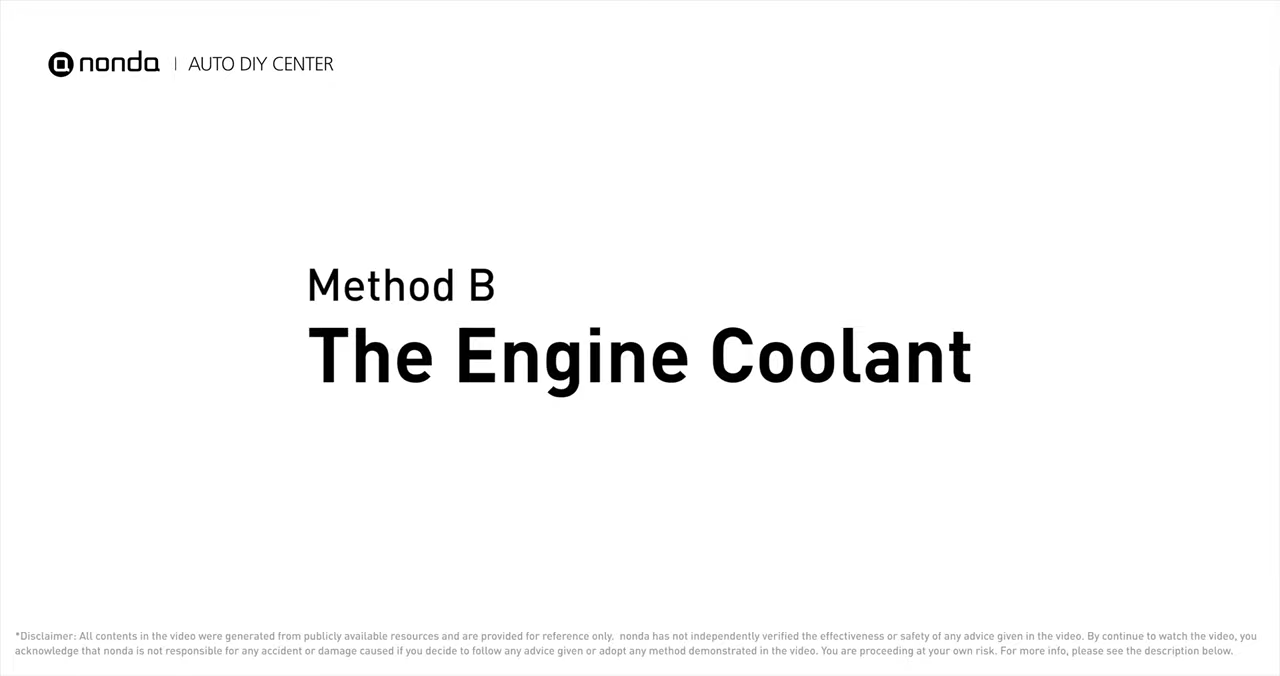 nonda | AUTO DIY CENTER
Method B
The Engine Coolant
*Disclaimer: All contents in the video were generated from publicly available resources and are provided for reference only. nonda has not independently verified the effectiveness or safety of any advice given in the video. By continue to watch the video, you
acknowledge that nonda is not responsible for any accident or damage caused if you decide to follow any advice given or adopt any method demonstrated in the video. You are proceeding at your own risk. For more info, please see the description below.